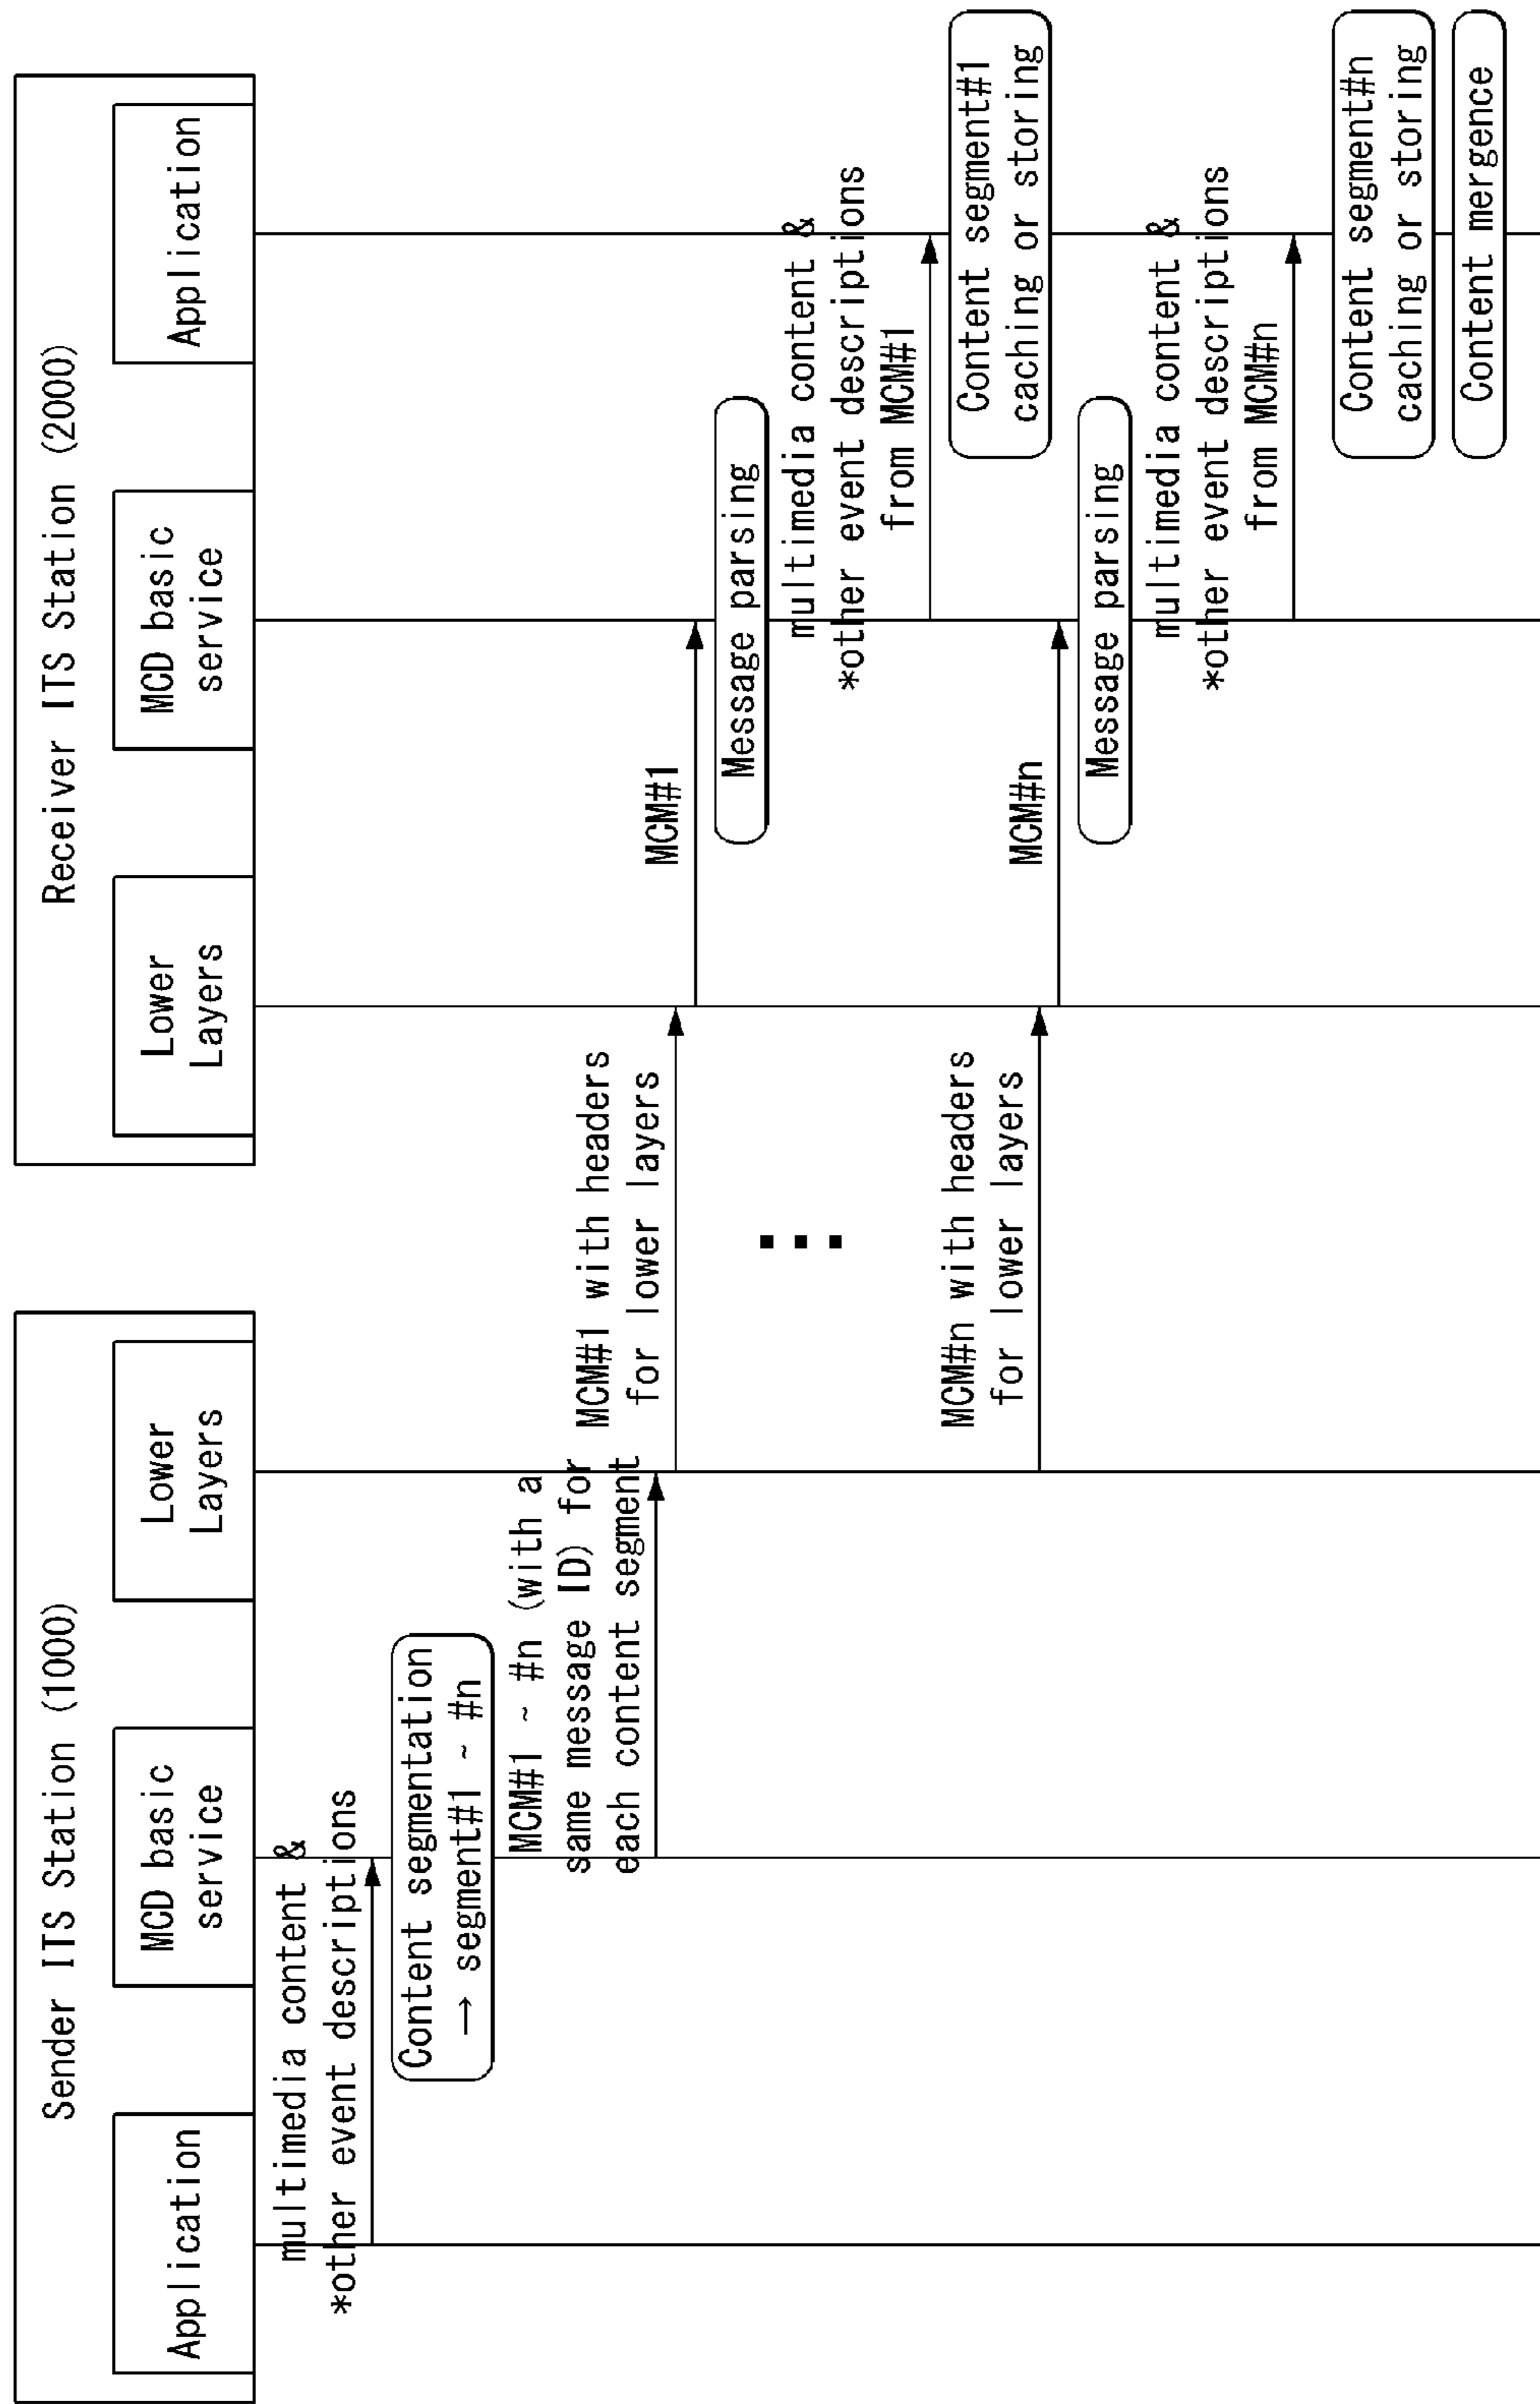 Sender ITS Station (1000)
Receiver ITS Station (2000)
Application
MCD basic
service
Lower
Layers
Lower
Layers
MCD basic
service
Application
multimedia content &
*other event descriptions
Content segmentation
→ segment#1 ~ #n
MCM#1 ~ #n (with a
same message ID) for
each content segment
MCM#1 with headers
for lower layers
MCM#1
Message parsing
multimedia content &
*other event descriptions
from MCM#1
Content segment#1
caching or storing
MCM#n with headers
for lower layers
MCM#n
Message parsing
multimedia content &
*other event descriptions
from MCM#n
Content segment#n
caching or storing
Content mergence